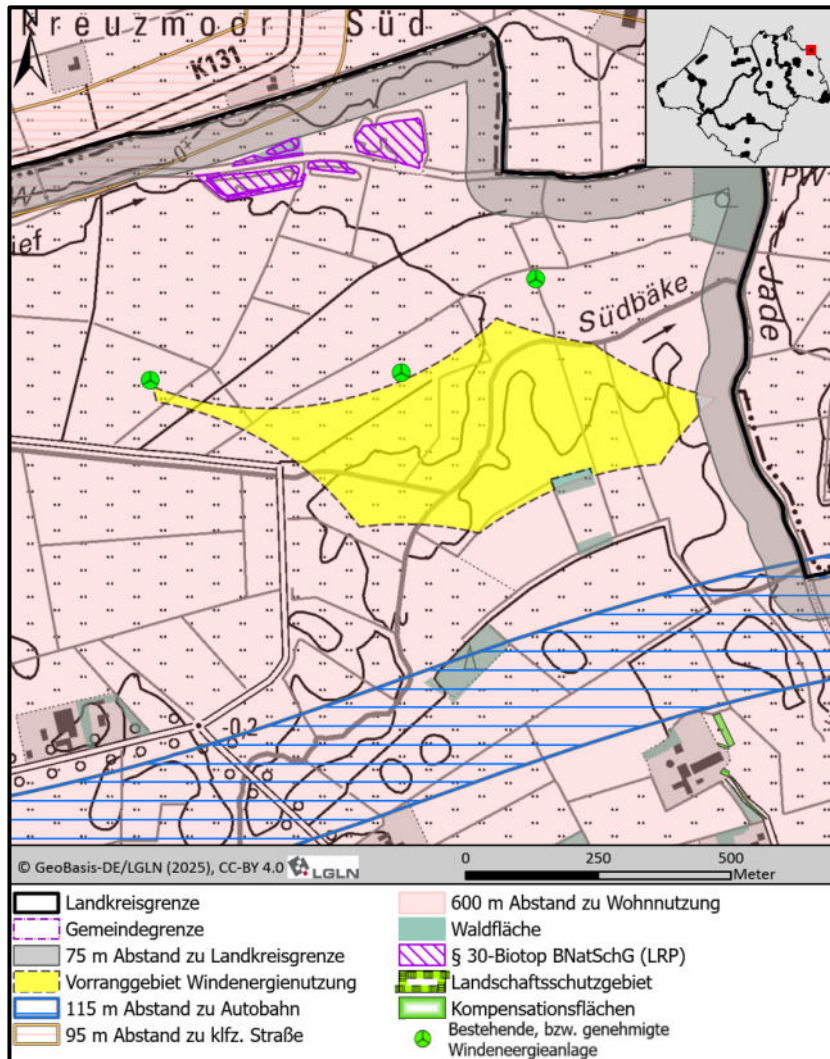 Kreuzmoor Süd
K131
PW
ief
Südbäke
Jade
-0,2
© GeoBasis-DE/LGLN (2025), CC-BY 4.0 LGLN
0 250 500
Meter
Landkreisgrenze
Gemeindegrenze
75 m Abstand zu Landkreisgrenze
Vorranggebiet Windenergienutzung
115 m Abstand zu Autobahn
95 m Abstand zu klfz. Straße
600 m Abstand zu Wohnnutzung
Waldfläche
§ 30-Biotop BNatSchG (LRP)
Landschaftsschutzgebiet
Kompensationsflächen
Bestehende, bzw. genehmigte
Windeneergieanlage